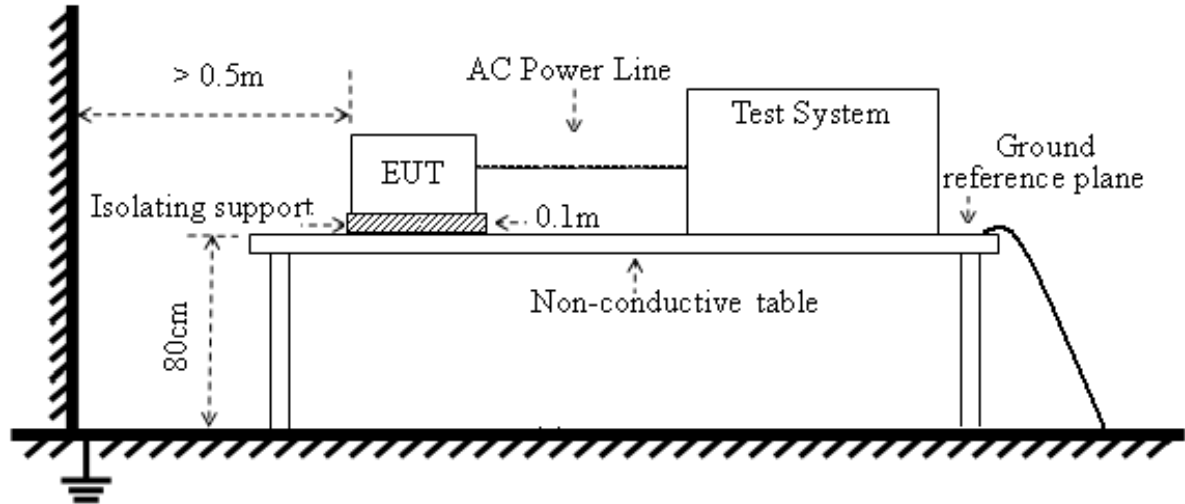 > 0.5m
AC Power Line
Test System
EUT
Ground
reference plane
Isolating support
0.1m
Non-conductive table
80cm